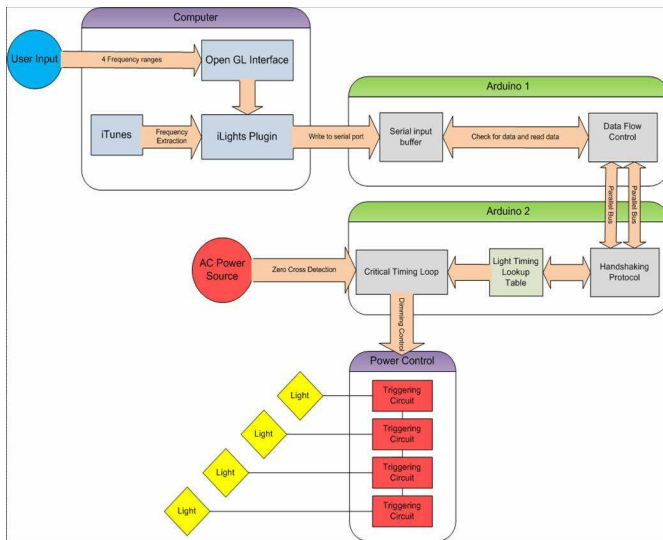 Computer
User Input
4 Frequency ranges
Open GL Interface
iTunes
Frequency
Extraction
iLights Plugin
Write to serial port
Arduino 1
Serial input
buffer
Check for data and read data
Data Flow
Control
Parallel Bus
Parallel Bus
Arduino 2
AC Power
Source
Zero Cross Detection
Critical Timing Loop
Light Timing
Lookup
Table
Handshaking
Protocol
Dimming Control
Power Control
Light
Triggering
Circuit
Light
Triggering
Circuit
Light
Triggering
Circuit
Light
Triggering
Circuit